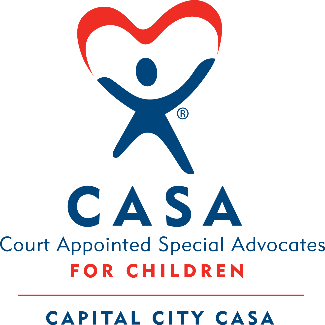 ®
CASA
Court Appointed Special Advocates
FOR CHILDREN
CAPITAL CITY CASA